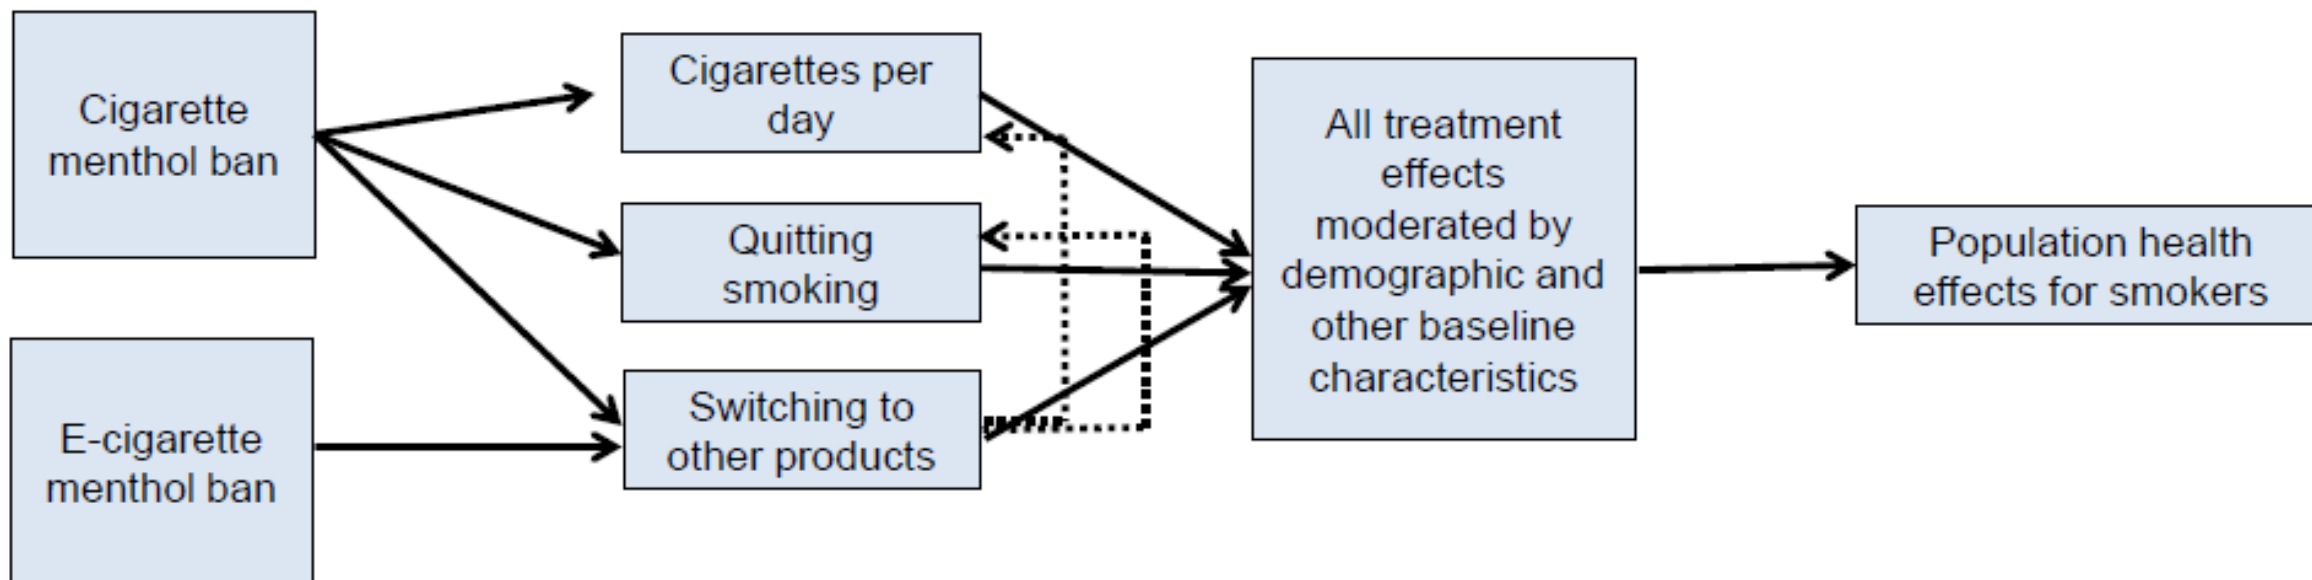 Cigarette
menthol ban
E-cigarette
menthol ban
Cigarettes per
day
Quitting
smoking
Switching to
other products
All treatment
effects
moderated by
demographic and
other baseline
characteristics
Population health
effects for smokers